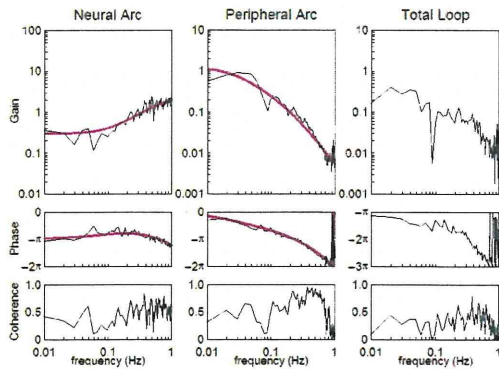 Neural Arc Peripheral Arc Total Loop
100 10 10
10 1 1
1 0.1 0.1
0.1 0.01 0.01
0.01 0.001 0.001
Gain
0 0 -π
-π -π -2π
-2π -2π -3π
Phase
1.0 1.0 1.0
0.5 0.5 0.5
0.0 0.0 0.0
Coherence
0.01 0.1 1 0.01 0.1 1 0.01 0.1 1
frequency (Hz) frequency (Hz) frequency (Hz)